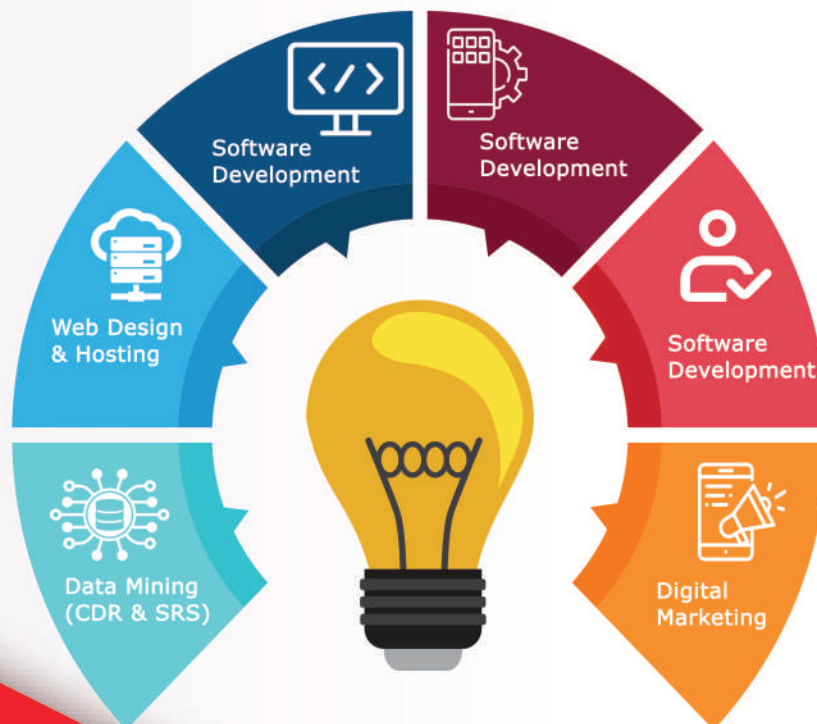 Software
Development
Software
Development
Web Design
& Hosting
Software
Development
Data Mining
(CDR & SRS)
Digital
Marketing